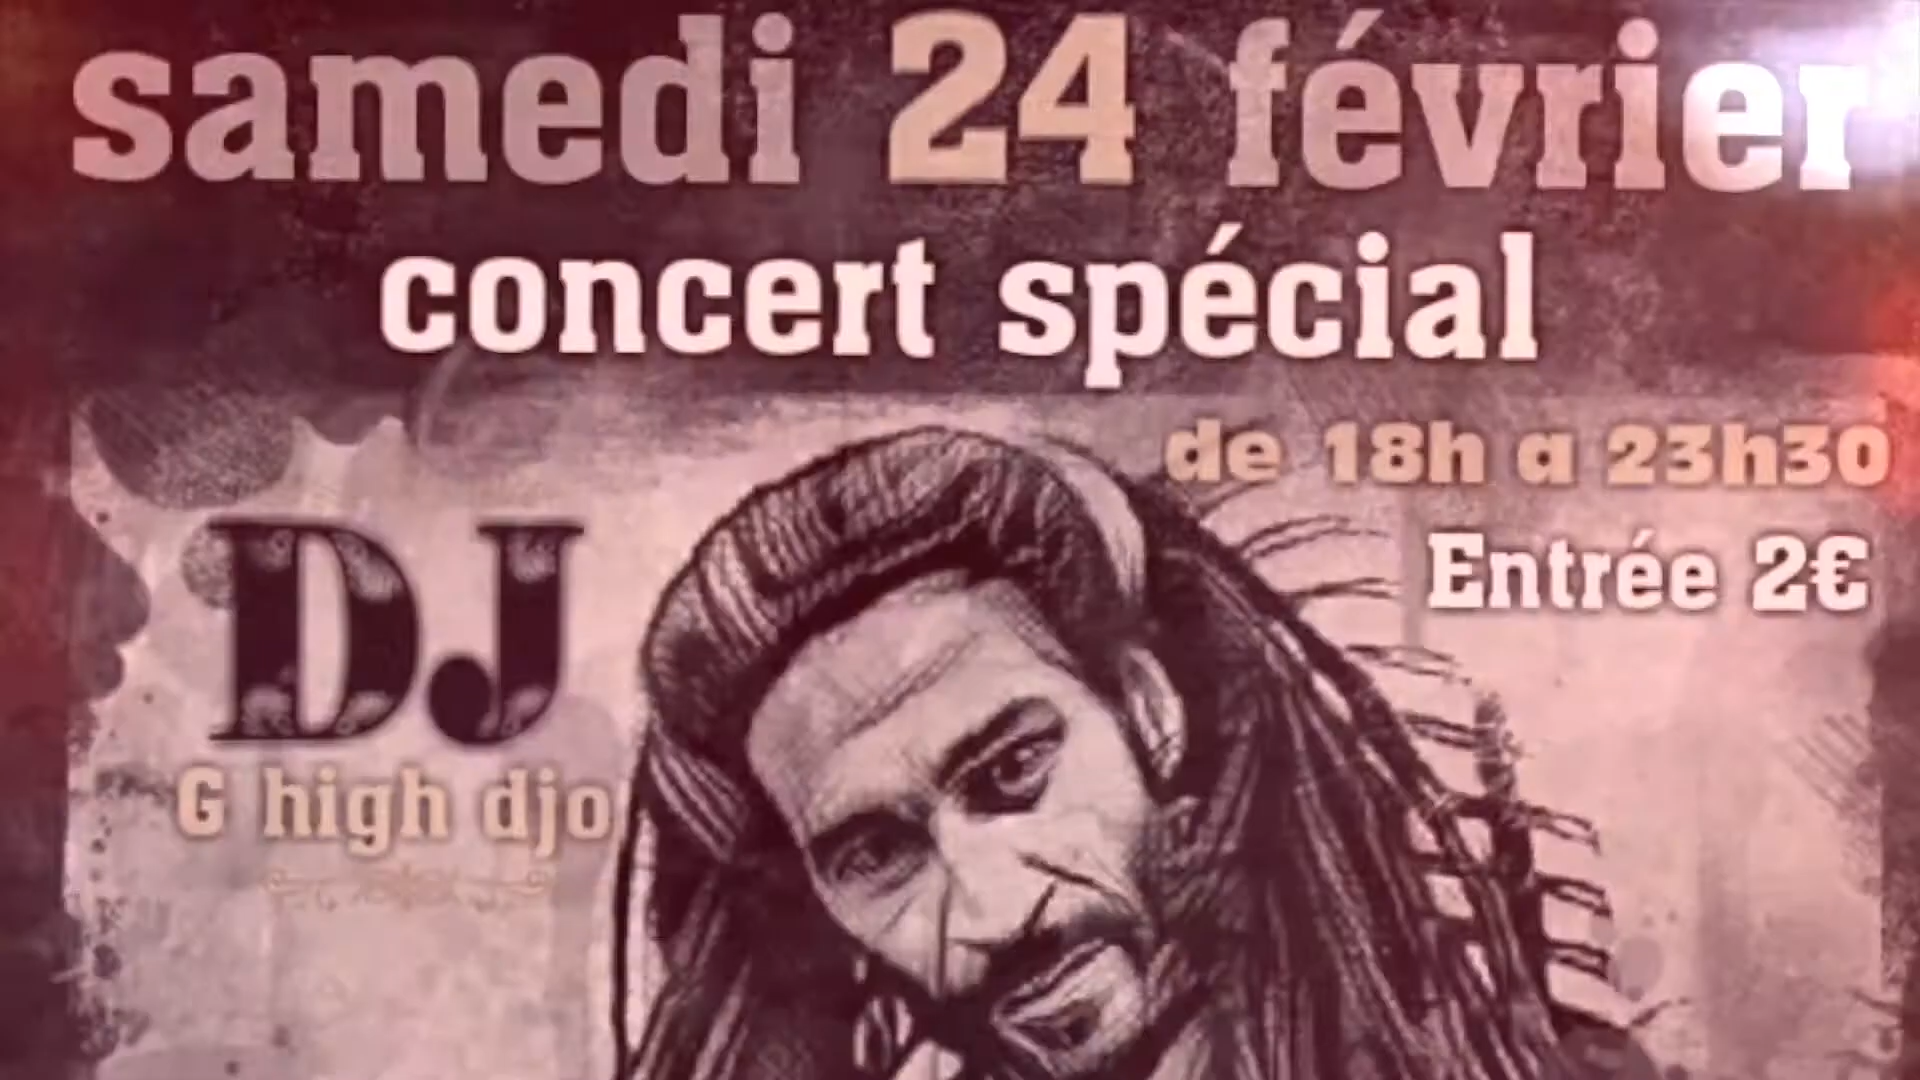 samedi 24 février
concert spécial
de 18h a 23h30
Entrée 2€
DJ
G high djo